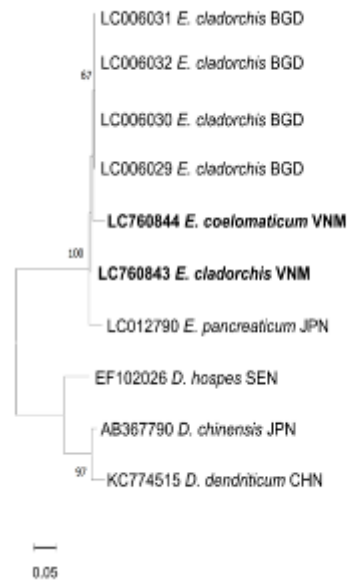 LC006031 E. cladorchis BGD
LC006032 E. cladorchis BGD
67
LC006030 E. cladorchis BGD
LC006029 E. cladorchis BGD
LC760844 E. coelomaticum VNM
100
LC760843 E. cladorchis VNM
LC012790 E. pancreaticum JPN
EF102026 D. hospes SEN
AB367790 D. chinensis JPN
97
KC774515 D. dendriticum CHN
0.05